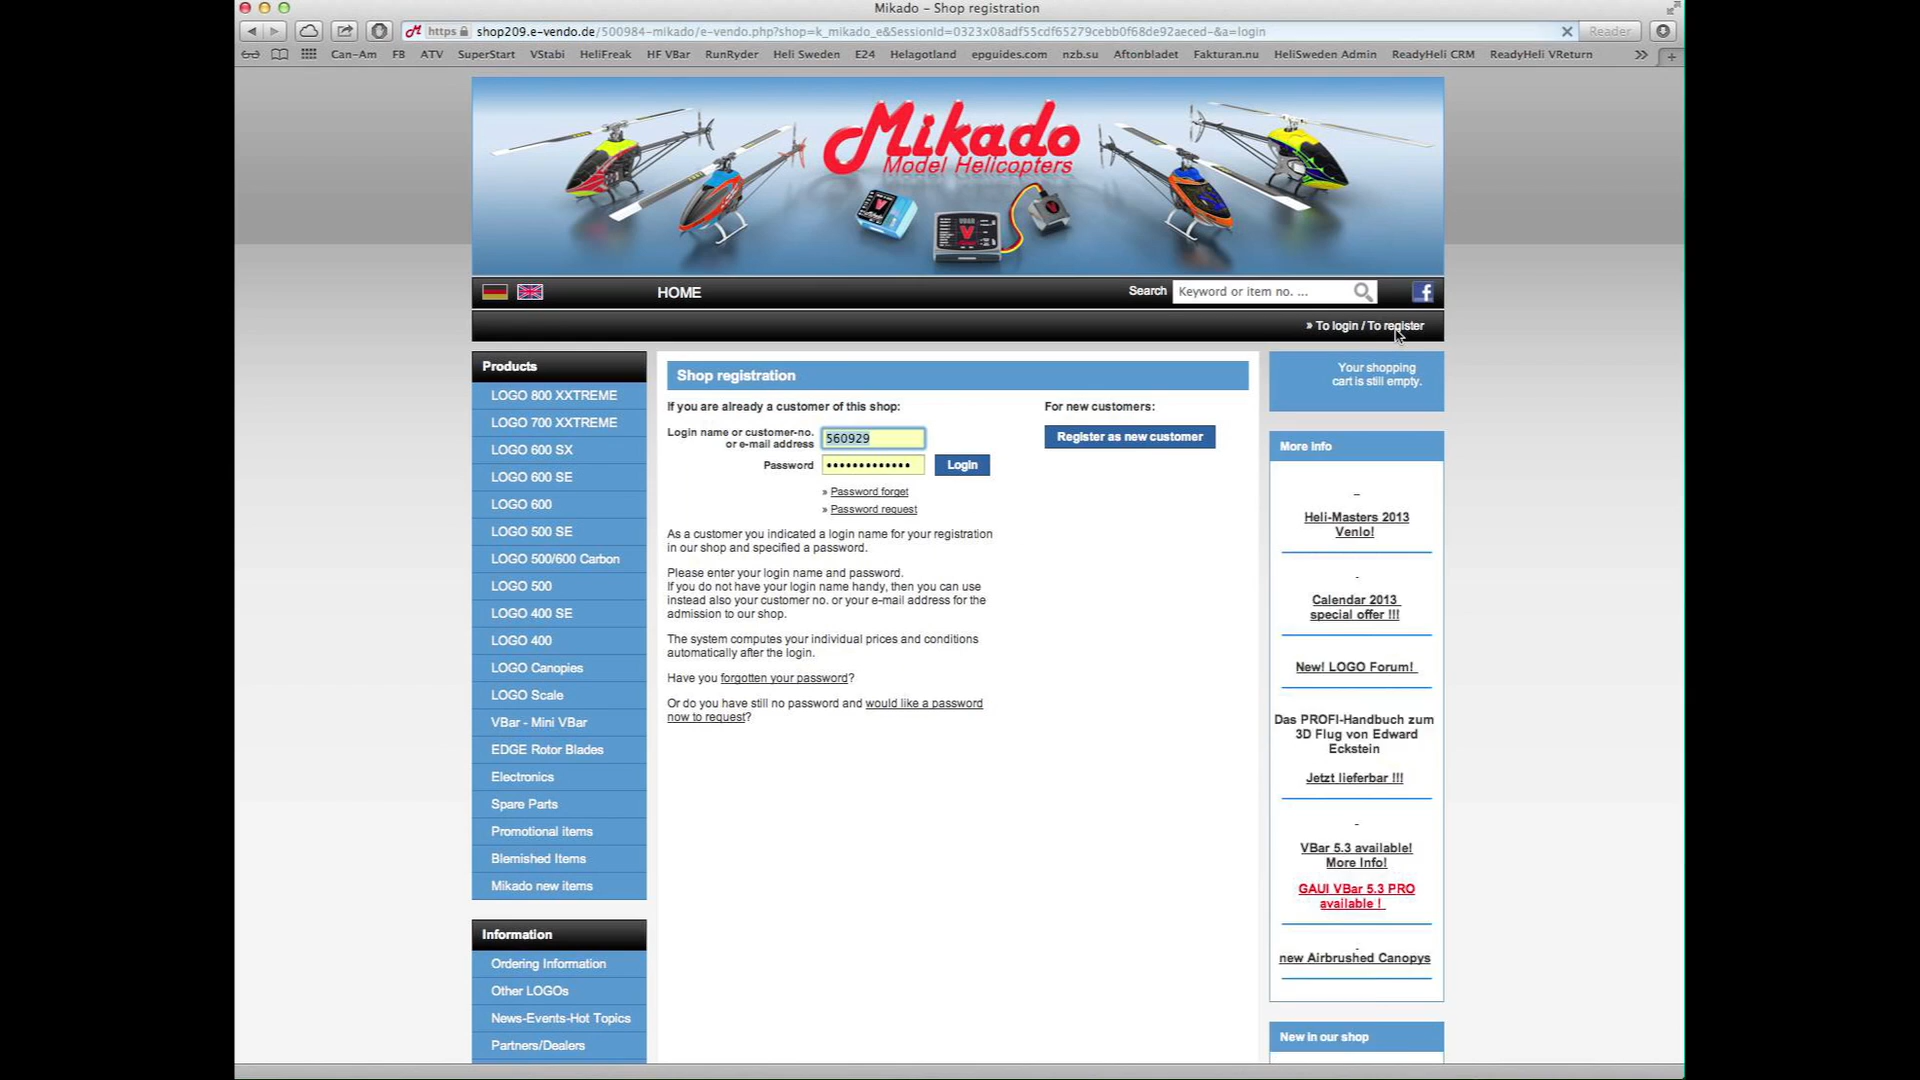 Mikado – Shop registration
https shop209.e-vendo.de/500984-mikado/e-vendo.php?shop=k_mikado_e&SessionId=0323x08adf55cdf65279cebb0f68de92aeced-&a=login Reader
Can-Am FB ATV SuperStart VStabi HeliFreak HF VBar RunRyder Heli Sweden E24 Helagotland epguides.com nzb.su Aftonbladet Fakturan.nu HeliSweden Admin ReadyHeli CRM ReadyHeli VReturn
Mikado
Model Helicopters
HOME Search Keyword or item no. ...
» To login / To register
Products
LOGO 800 XXTREME
LOGO 700 XXTREME
LOGO 600 SX
LOGO 600 SE
LOGO 600
LOGO 500 SE
LOGO 500/600 Carbon
LOGO 500
LOGO 400 SE
LOGO 400
LOGO Canopies
LOGO Scale
VBar - Mini VBar
EDGE Rotor Blades
Electronics
Spare Parts
Promotional items
Blemished Items
Mikado new items
Information
Ordering Information
Other LOGOs
News-Events-Hot Topics
Partners/Dealers
Shop registration
If you are already a customer of this shop:
Login name or customer-no.
or e-mail address
560929
Password
Login
» Password forget
» Password request
As a customer you indicated a login name for your registration
in our shop and specified a password.
Please enter your login name and password.
If you do not have your login name handy, then you can use
instead also your customer no. or your e-mail address for the
admission to our shop.
The system computes your individual prices and conditions
automatically after the login.
Have you forgotten your password?
Or do you have still no password and would like a password
now to request?
For new customers:
Register as new customer
Your shopping
cart is still empty.
More info
Heli-Masters 2013
Venlo!
Calendar 2013
special offer !!!
New! LOGO Forum!
Das PROFI-Handbuch zum
3D Flug von Edward
Eckstein
Jetzt lieferbar !!!
VBar 5.3 available!
More Info!
GAUI VBar 5.3 PRO
available !
new Airbrushed Canopys
New in our shop